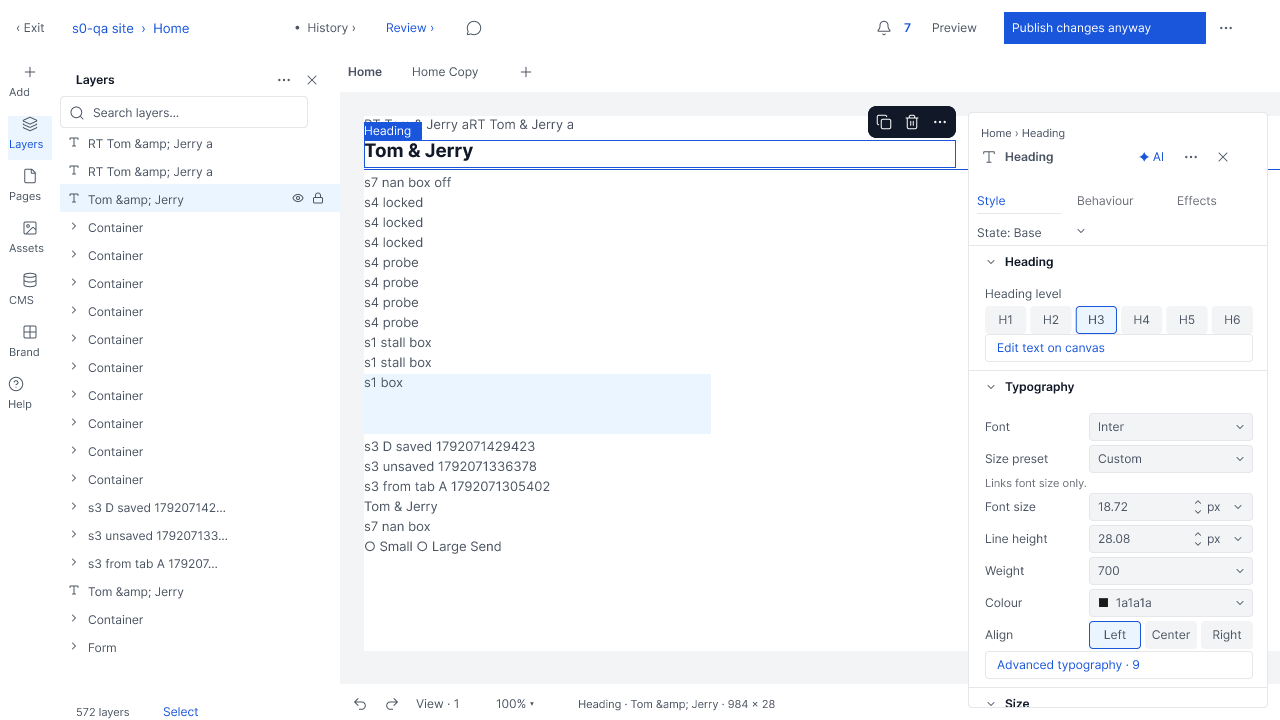 ‹ Exit
s0-qa site › Home
• History ›
Review ›
7
Preview
Publish changes anyway
Add
Layers
Pages
Assets
CMS
Brand
Help
Layers
Search layers...
RT Tom &amp; Jerry a
RT Tom &amp; Jerry a
Tom &amp; Jerry
Container
Container
Container
Container
Container
Container
Container
Container
Container
Container
s3 D saved 179207142...
s3 unsaved 179207133...
s3 from tab A 179207...
Tom &amp; Jerry
Container
Form
572 layers
Select
Home
Home Copy
RT Tom & Jerry aRT Tom & Jerry a
Heading
Tom & Jerry
s7 nan box off
s4 locked
s4 locked
s4 locked
s4 probe
s4 probe
s4 probe
s4 probe
s1 stall box
s1 stall box
s1 box
s3 D saved 1792071429423
s3 unsaved 1792071336378
s3 from tab A 1792071305402
Tom & Jerry
s7 nan box
Small Large Send
View · 1
100%
Heading · Tom &amp; Jerry · 984 × 28
Home › Heading
Heading
AI
Style
Behaviour
Effects
State: Base
Heading
Heading level
H1 H2 H3 H4 H5 H6
Edit text on canvas
Typography
Font
Inter
Size preset
Custom
Links font size only.
Font size
18.72 px
Line height
28.08 px
Weight
700
Colour
1a1a1a
Align
Left Center Right
Advanced typography · 9
Size